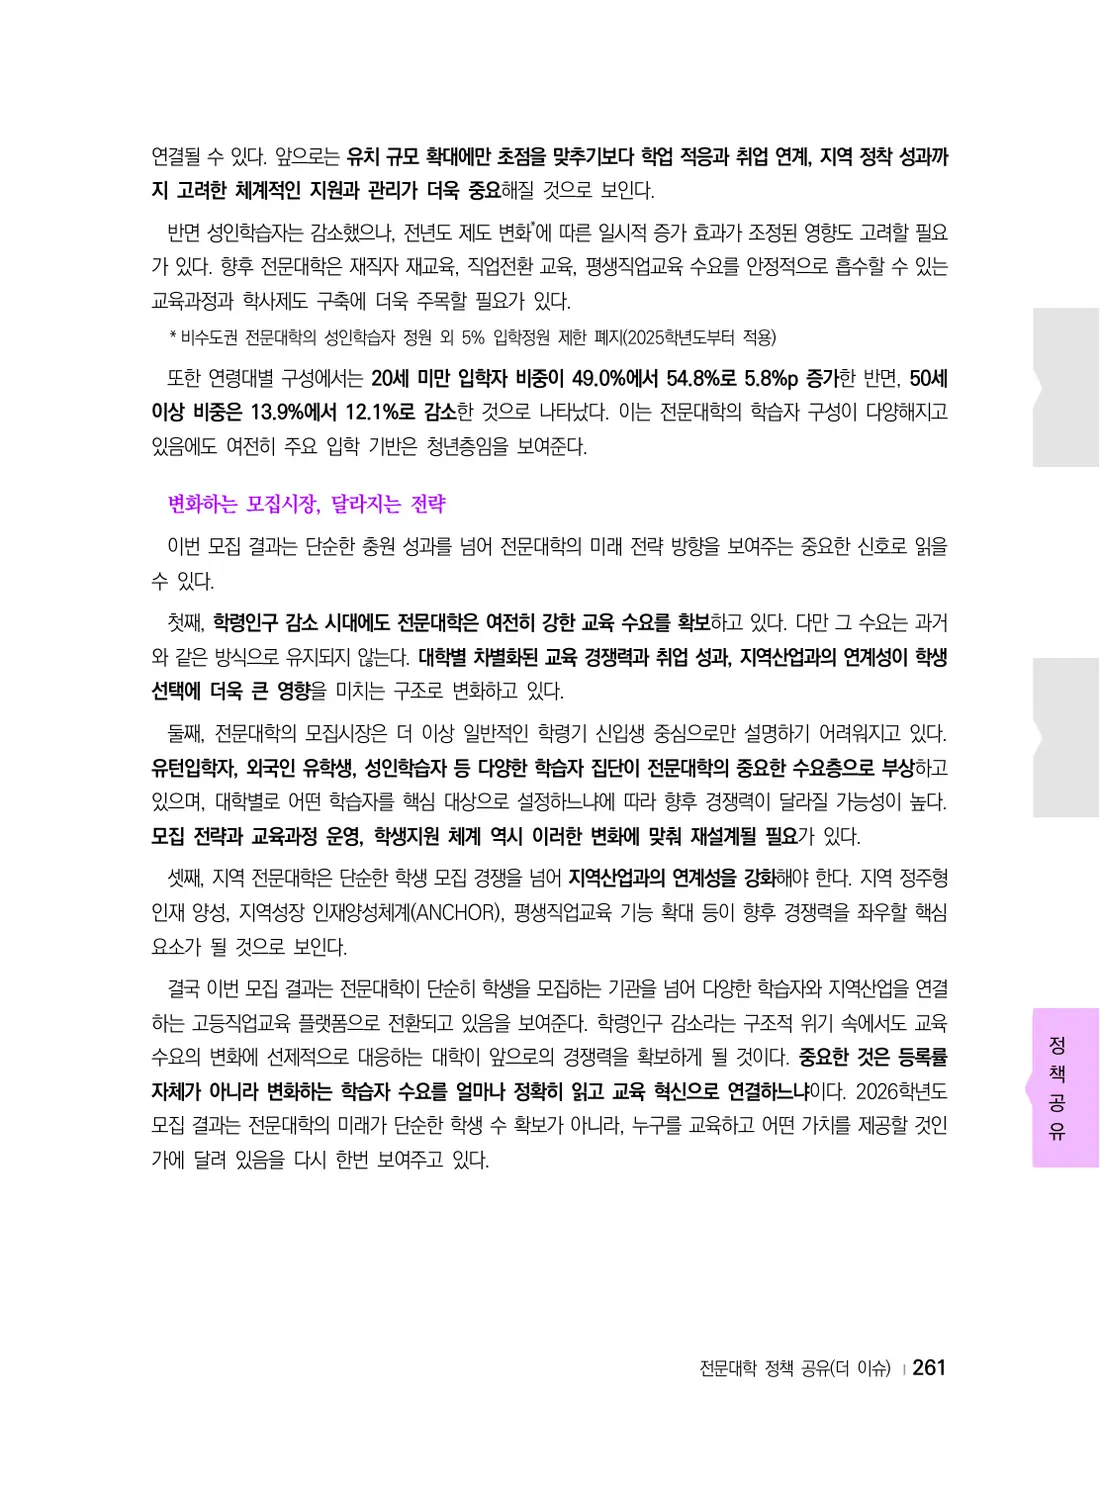 연결될 수 있다. 앞으로는 유치 규모 확대에만 초점을 맞추기보다 학업 적응과 취업 연계, 지역 정착 성과까
지 고려한 체계적인 지원과 관리가 더욱 중요해질 것으로 보인다.
반면 성인학습자는 감소했으나, 전년도 제도 변화*에 따른 일시적 증가 효과가 조정된 영향도 고려할 필요
가 있다. 향후 전문대학은 재직자 재교육, 직업전환 교육, 평생직업교육 수요를 안정적으로 흡수할 수 있는
교육과정과 학사제도 구축에 더욱 주목할 필요가 있다.
* 비수도권 전문대학의 성인학습자 정원 외 5% 입학정원 제한 폐지(2025학년도부터 적용)
또한 연령대별 구성에서는 20세 미만 입학자 비중이 49.0%에서 54.8%로 5.8%p 증가한 반면, 50세
이상 비중은 13.9%에서 12.1%로 감소한 것으로 나타났다. 이는 전문대학의 학습자 구성이 다양해지고
있음에도 여전히 주요 입학 기반은 청년층임을 보여준다.
변화하는 모집시장, 달라지는 전략
이번 모집 결과는 단순한 충원 성과를 넘어 전문대학의 미래 전략 방향을 보여주는 중요한 신호로 읽을
수 있다.
첫째, 학령인구 감소 시대에도 전문대학은 여전히 강한 교육 수요를 확보하고 있다. 다만 그 수요는 과거
와 같은 방식으로 유지되지 않는다. 대학별 차별화된 교육 경쟁력과 취업 성과, 지역산업과의 연계성이 학생
선택에 더욱 큰 영향을 미치는 구조로 변화하고 있다.
둘째, 전문대학의 모집시장은 더 이상 일반적인 학령기 신입생 중심으로만 설명하기 어려워지고 있다.
유턴입학자, 외국인 유학생, 성인학습자 등 다양한 학습자 집단이 전문대학의 중요한 수요층으로 부상하고
있으며, 대학별로 어떤 학습자를 핵심 대상으로 설정하느냐에 따라 향후 경쟁력이 달라질 가능성이 높다.
모집 전략과 교육과정 운영, 학생지원 체계 역시 이러한 변화에 맞춰 재설계될 필요가 있다.
셋째, 지역 전문대학은 단순한 학생 모집 경쟁을 넘어 지역산업과의 연계성을 강화해야 한다. 지역 정주형
인재 양성, 지역성장 인재양성체계(ANCHOR), 평생직업교육 기능 확대 등이 향후 경쟁력을 좌우할 핵심
요소가 될 것으로 보인다.
결국 이번 모집 결과는 전문대학이 단순히 학생을 모집하는 기관을 넘어 다양한 학습자와 지역산업을 연결
하는 고등직업교육 플랫폼으로 전환되고 있음을 보여준다. 학령인구 감소라는 구조적 위기 속에서도 교육
수요의 변화에 선제적으로 대응하는 대학이 앞으로의 경쟁력을 확보하게 될 것이다. 중요한 것은 등록률
자체가 아니라 변화하는 학습자 수요를 얼마나 정확히 읽고 교육 혁신으로 연결하느냐이다. 2026학년도
모집 결과는 전문대학의 미래가 단순한 학생 수 확보가 아니라, 누구를 교육하고 어떤 가치를 제공할 것인
가에 달려 있음을 다시 한번 보여주고 있다.
정
책
공
유
전문대학 정책 공유(더 이슈) | 261